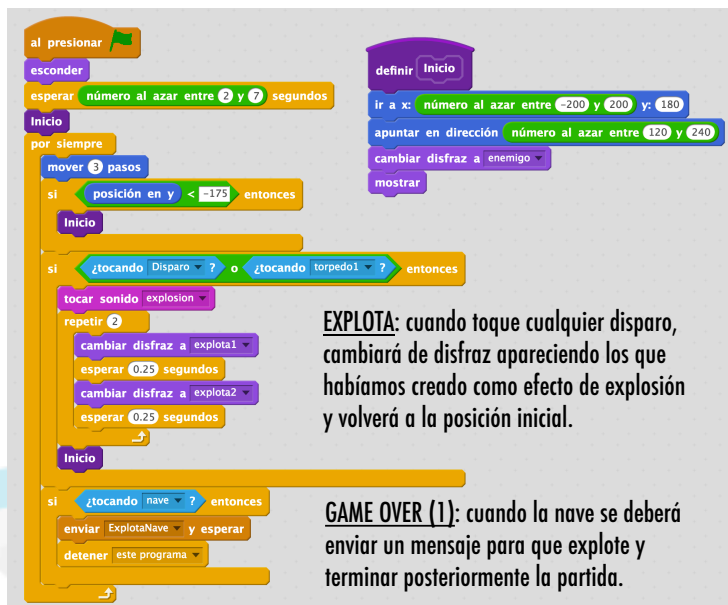 al presionar
esconder
esperar número al azar entre 2 y 7 segundos
Inicio
por siempre
mover 3 pasos
si posición en y < -175 entonces
Inicio
si ¿tocando Disparo ? o ¿tocando torpedo1 ? entonces
tocar sonido explosion
repetir 2
cambiar disfraz a explota1
esperar 0.25 segundos
cambiar disfraz a explota2
esperar 0.25 segundos
Inicio
si ¿tocando nave ? entonces
enviar ExplotaNave y esperar
detener este programa
definir Inicio
ir a x: número al azar entre -200 y 200 y: 180
apuntar en dirección número al azar entre 120 y 240
cambiar disfraz a enemigo
mostrar
EXPLOTA: cuando toque cualquier disparo,
cambiará de disfraz apareciendo los que
habíamos creado como efecto de explosión
y volverá a la posición inicial.
GAME OVER (1): cuando la nave se deberá
enviar un mensaje para que explote y
terminar posteriormente la partida.